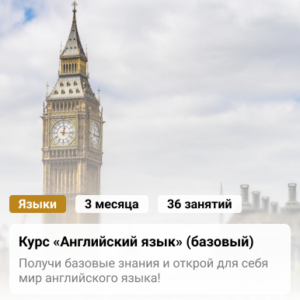 Языки 3 месяца 36 занятий
Курс «Английский язык» (базовый)
Получи базовые знания и открой для себя
мир английского языка!